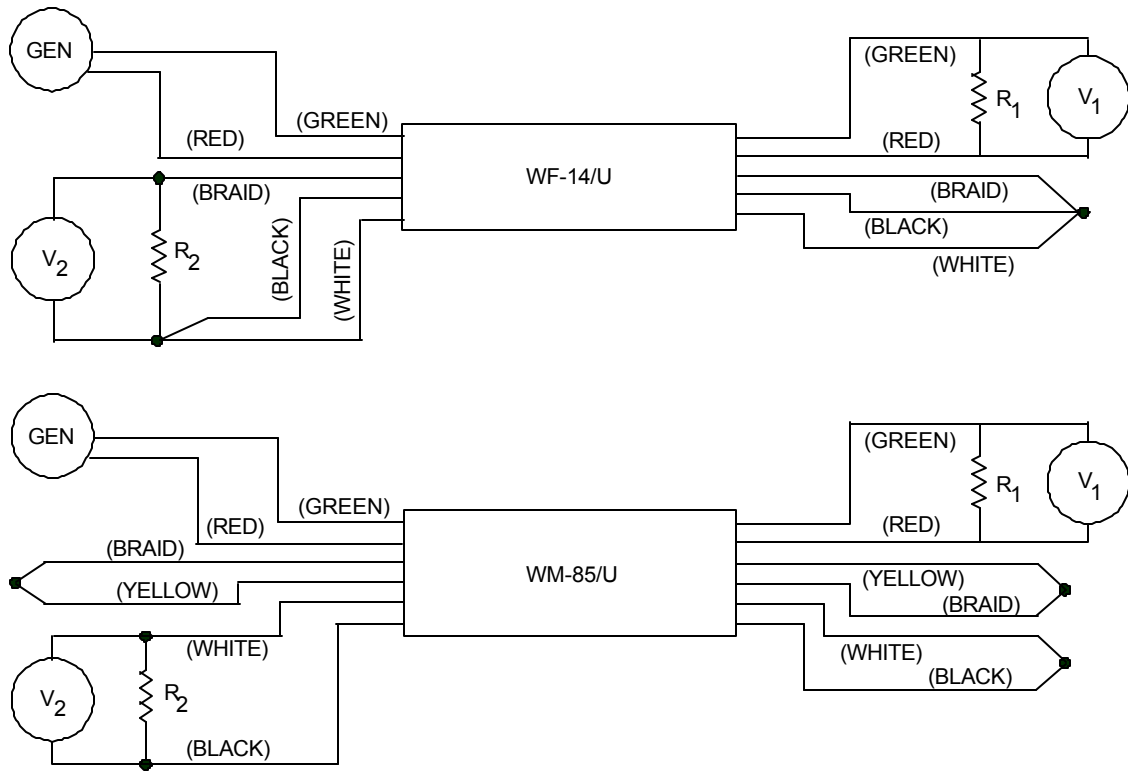 GEN
(GREEN)
(RED)
(BRAID)
V2
R2
(BLACK)
(WHITE)
WF-14/U
(GREEN)
R1
V1
(RED)
(BRAID)
(BLACK)
(WHITE)
GEN
(GREEN)
(RED)
(BRAID)
(YELLOW)
(WHITE)
V2
R2
(BLACK)
WM-85/U
(GREEN)
R1
V1
(RED)
(YELLOW)
(BRAID)
(WHITE)
(BLACK)